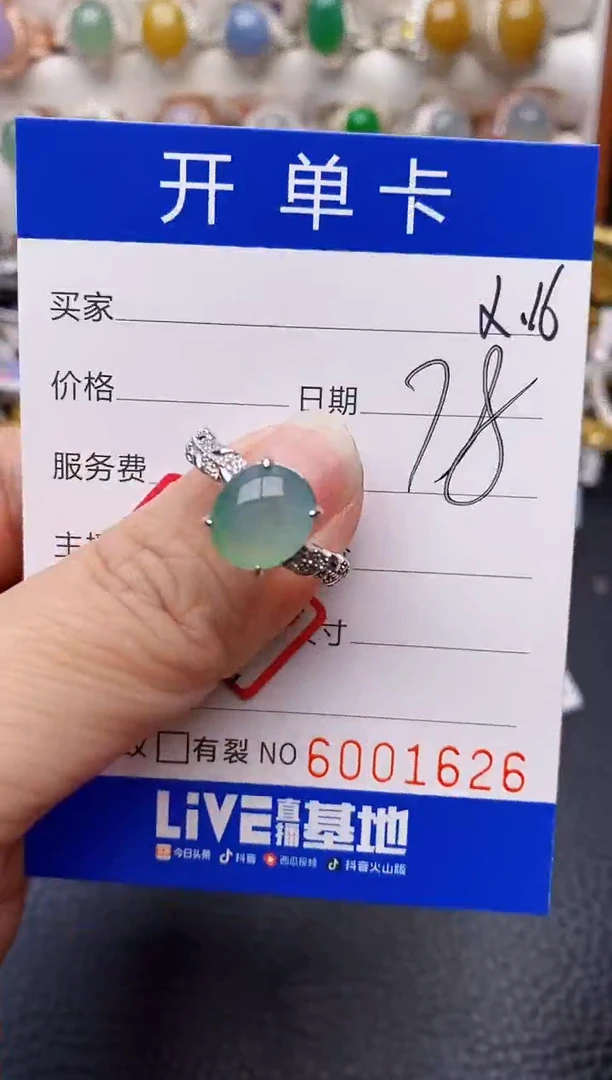 开单卡
买家
价格 日期 78
服务费
寸
有裂 NO 6001626
LiVE直播基地
今日头条 抖音 西瓜视频 抖音火山版